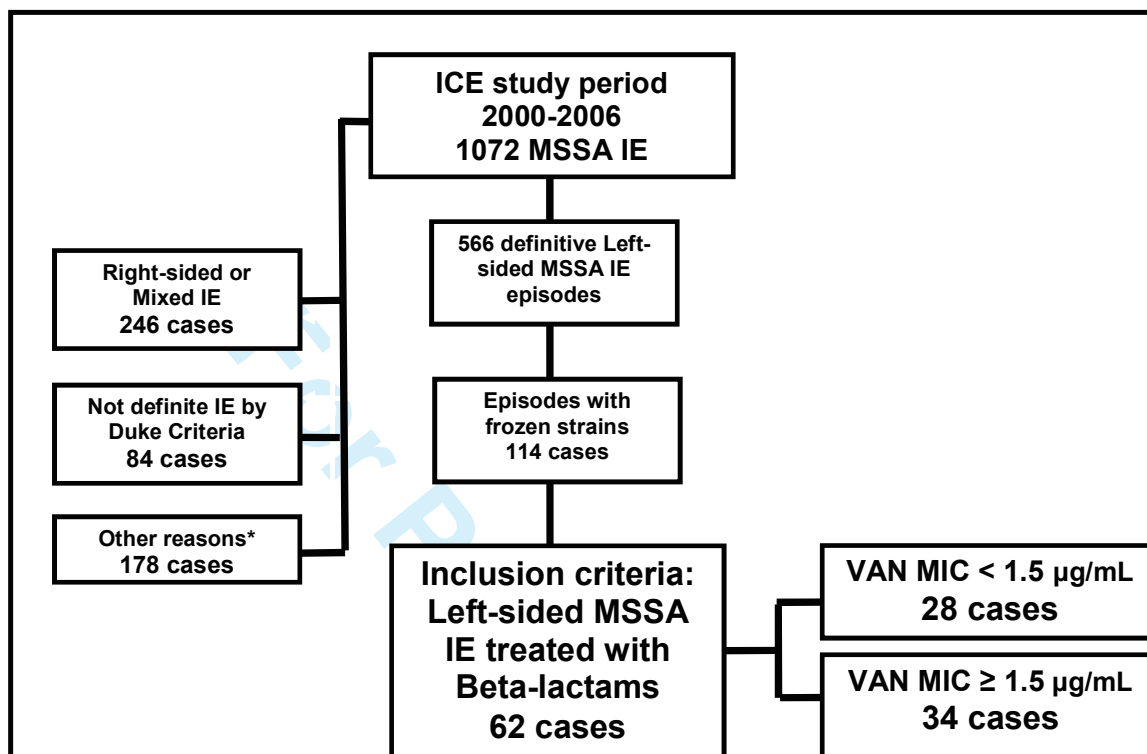 ICE study period
2000-2006
1072 MSSA IE
566 definitive Left-
sided MSSA IE
episodes
Right-sided or
Mixed IE
246 cases
Not definite IE by
Duke Criteria
84 cases
Other reasons*
178 cases
Episodes with
frozen strains
114 cases
Inclusion criteria:
Left-sided MSSA
IE treated with
Beta-lactams
62 cases
VAN MIC < 1.5 µg/mL
28 cases
VAN MIC ≥ 1.5 µg/mL
34 cases
For P